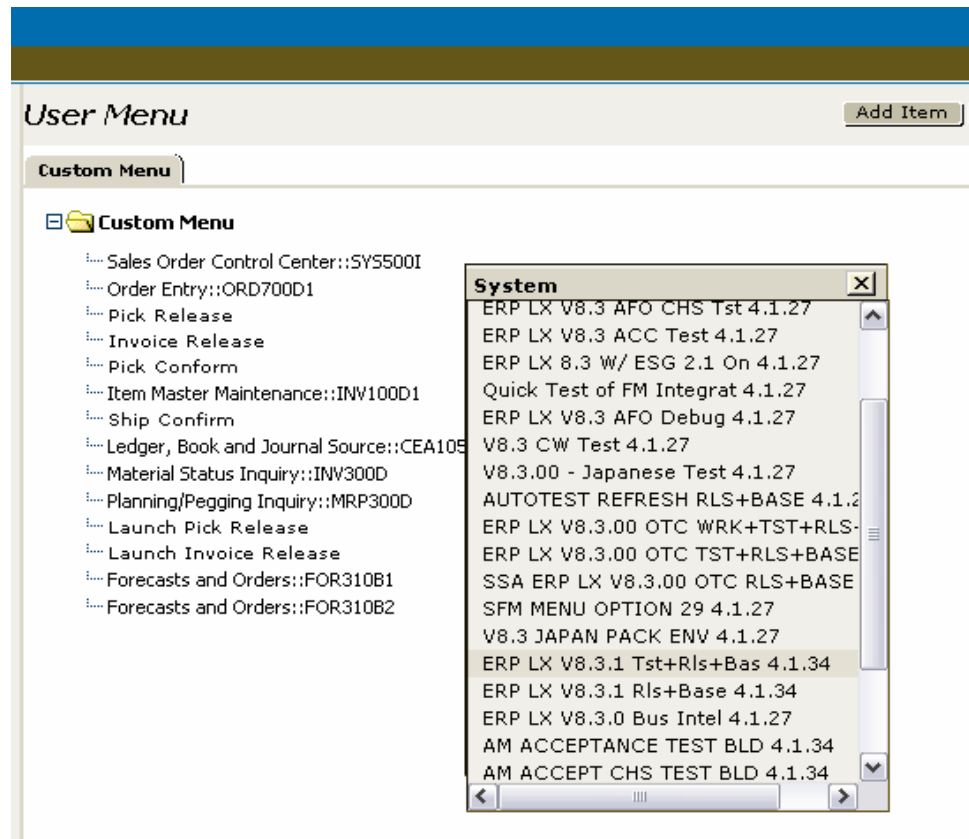 User Menu
Add Item
Custom Menu
Custom Menu
Sales Order Control Center::SYS500I
Order Entry::ORD700D1
Pick Release
Invoice Release
Pick Conform
Item Master Maintenance::INV100D1
Ship Confirm
Ledger, Book and Journal Source::CEA105
Material Status Inquiry::INV300D
Planning/Pegging Inquiry::MRP300D
Launch Pick Release
Launch Invoice Release
Forecasts and Orders::FOR310B1
Forecasts and Orders::FOR310B2
System
ERP LX V8.3 AFO CHS Tst 4.1.27
ERP LX V8.3 ACC Test 4.1.27
ERP LX 8.3 W/ ESG 2.1 On 4.1.27
Quick Test of FM Integrat 4.1.27
ERP LX V8.3 AFO Debug 4.1.27
V8.3 CW Test 4.1.27
V8.3.00 - Japanese Test 4.1.27
AUTOTEST REFRESH RLS+BASE 4.1.2
ERP LX V8.3.00 OTC WRK+TST+RLS-
ERP LX V8.3.00 OTC TST+RLS+BASE
SSA ERP LX V8.3.00 OTC RLS+BASE
SFM MENU OPTION 29 4.1.27
V8.3 JAPAN PACK ENV 4.1.27
ERP LX V8.3.1 Tst+Rls+Bas 4.1.34
ERP LX V8.3.1 Rls+Base 4.1.34
ERP LX V8.3.0 Bus Intel 4.1.27
AM ACCEPTANCE TEST BLD 4.1.34
AM ACCEPT CHS TEST BLD 4.1.34